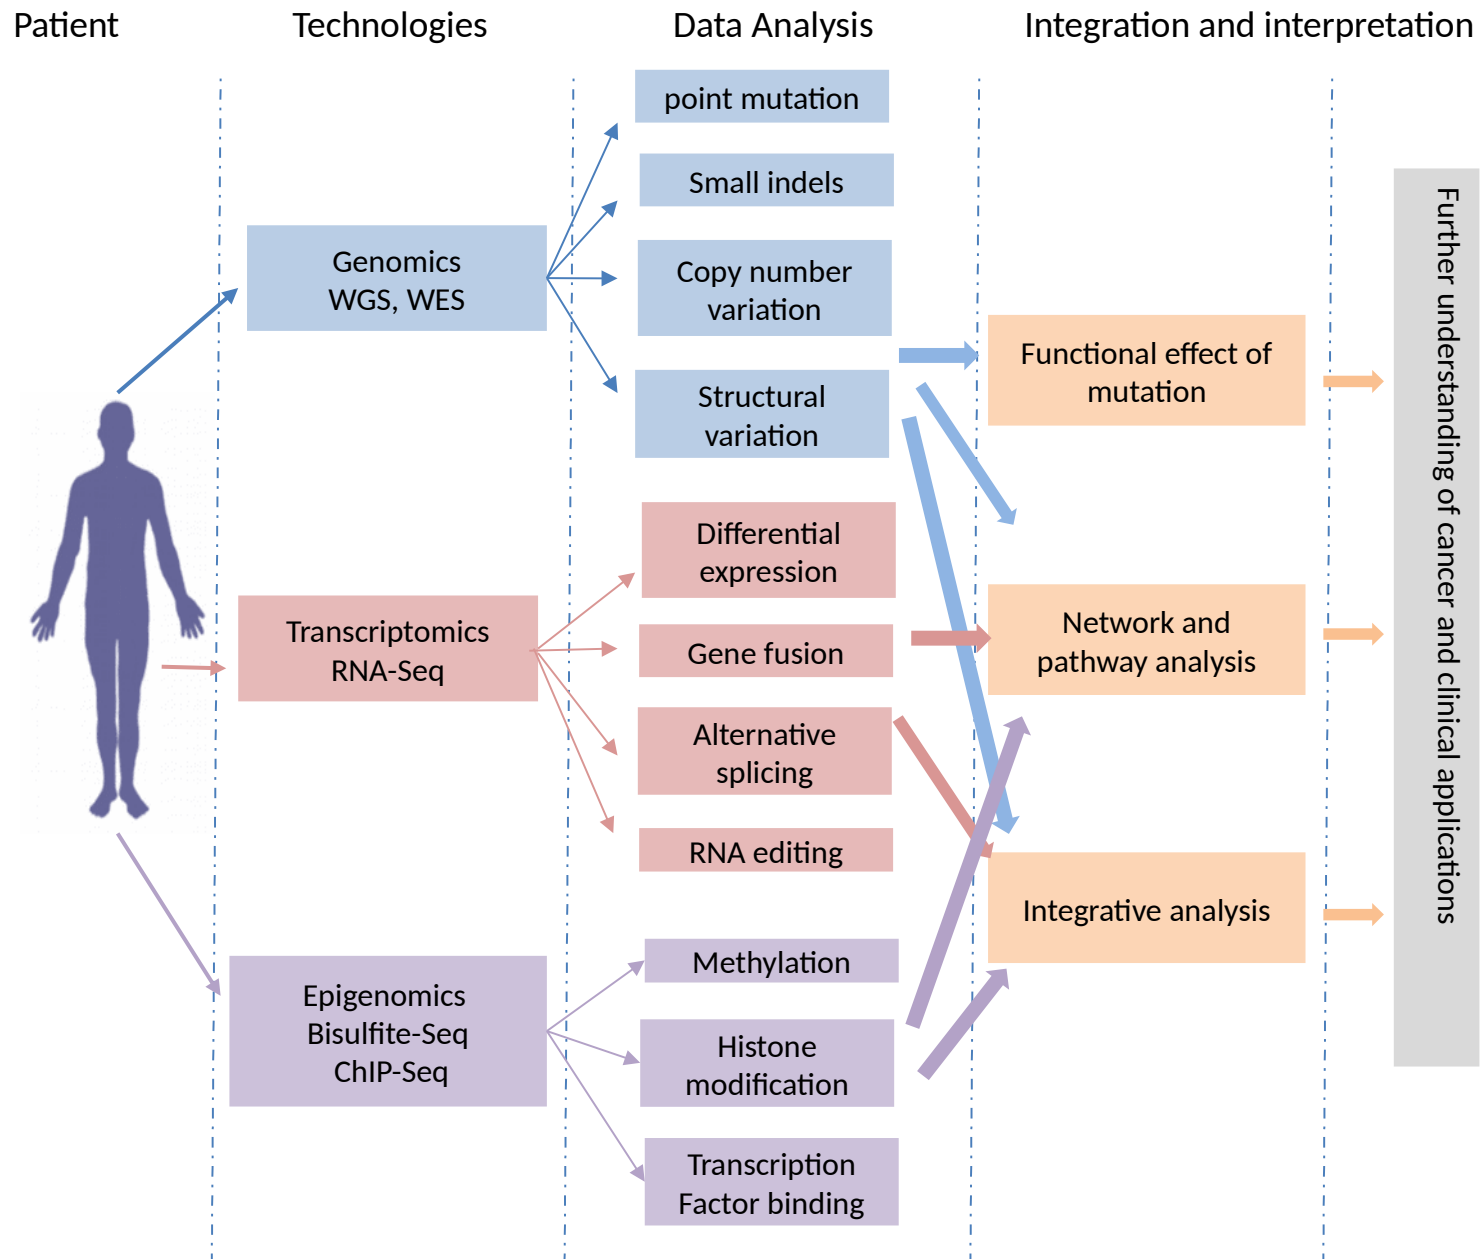 Patient
Technologies
Data Analysis
Integration and interpretation
Genomics
WGS, WES
Transcriptomics
RNA-Seq
Epigenomics
Bisulfite-Seq
ChIP-Seq
point mutation
Small indels
Copy number
variation
Structural
variation
Differential
expression
Gene fusion
Alternative
splicing
RNA editing
Methylation
Histone
modification
Transcription
Factor binding
Functional effect of
mutation
Network and
pathway analysis
Integrative analysis
Further understanding of cancer and clinical applications